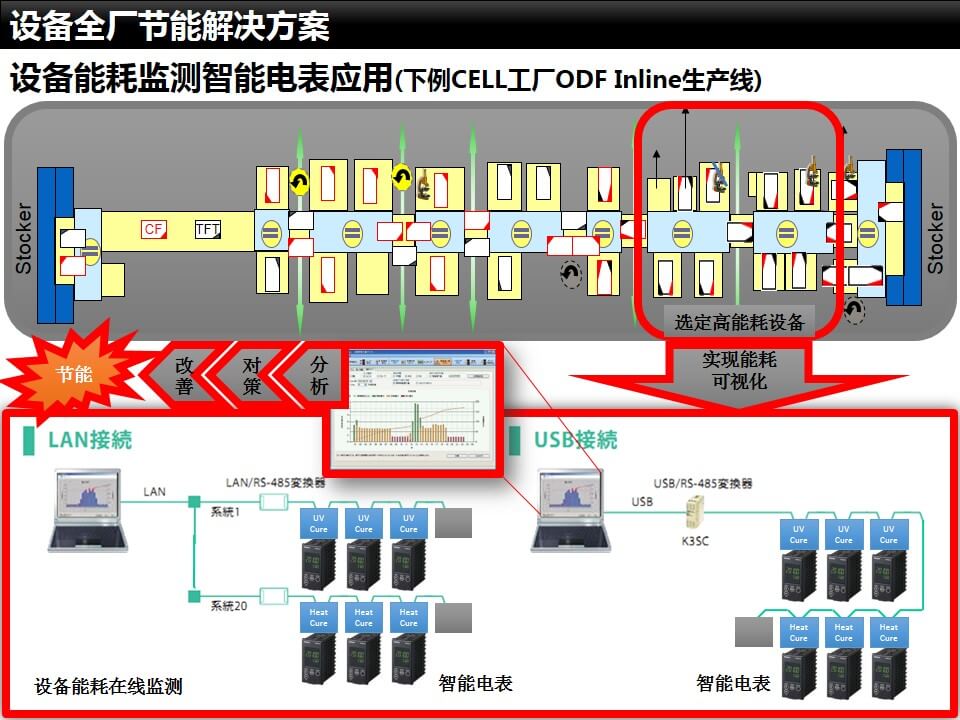 设备全厂节能解决方案
设备能耗监测智能电表应用(下例CELL工厂ODF Inline生产线)
Stocker
CF
TFT
Stocker
选定高能耗设备
节能
改善
对策
分析
实现能耗
可视化
LAN接続
USB接続
LAN
LAN/RS-485変換器
系統1
UV Cure
UV Cure
UV Cure
系統20
Heat Cure
Heat Cure
Heat Cure
设备能耗在线监测
智能电表
USB
USB/RS-485変換器
K3SC
UV Cure
UV Cure
UV Cure
Heat Cure
Heat Cure
Heat Cure
智能电表